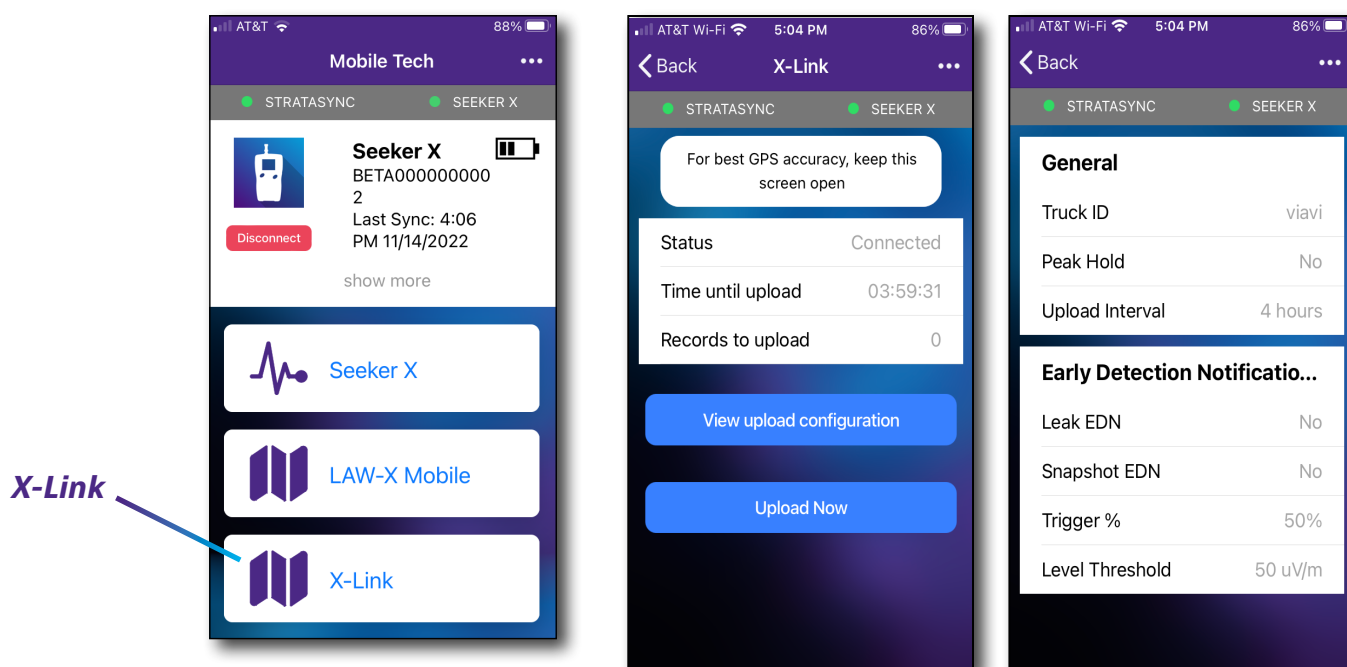 X-Link
AT&T 88%
Mobile Tech
STRATASYNC SEEKER X
Seeker X
BETA000000000
2
Last Sync: 4:06
PM 11/14/2022
Disconnect
show more
Seeker X
LAW-X Mobile
X-Link
AT&T Wi-Fi 5:04 PM 86%
Back X-Link
STRATASYNC SEEKER X
For best GPS accuracy, keep this
screen open
Status Connected
Time until upload 03:59:31
Records to upload 0
View upload configuration
Upload Now
AT&T Wi-Fi 5:04 PM 86%
Back
STRATASYNC SEEKER X
General
Truck ID viavi
Peak Hold No
Upload Interval 4 hours
Early Detection Notificatio...
Leak EDN No
Snapshot EDN No
Trigger % 50%
Level Threshold 50 uV/m